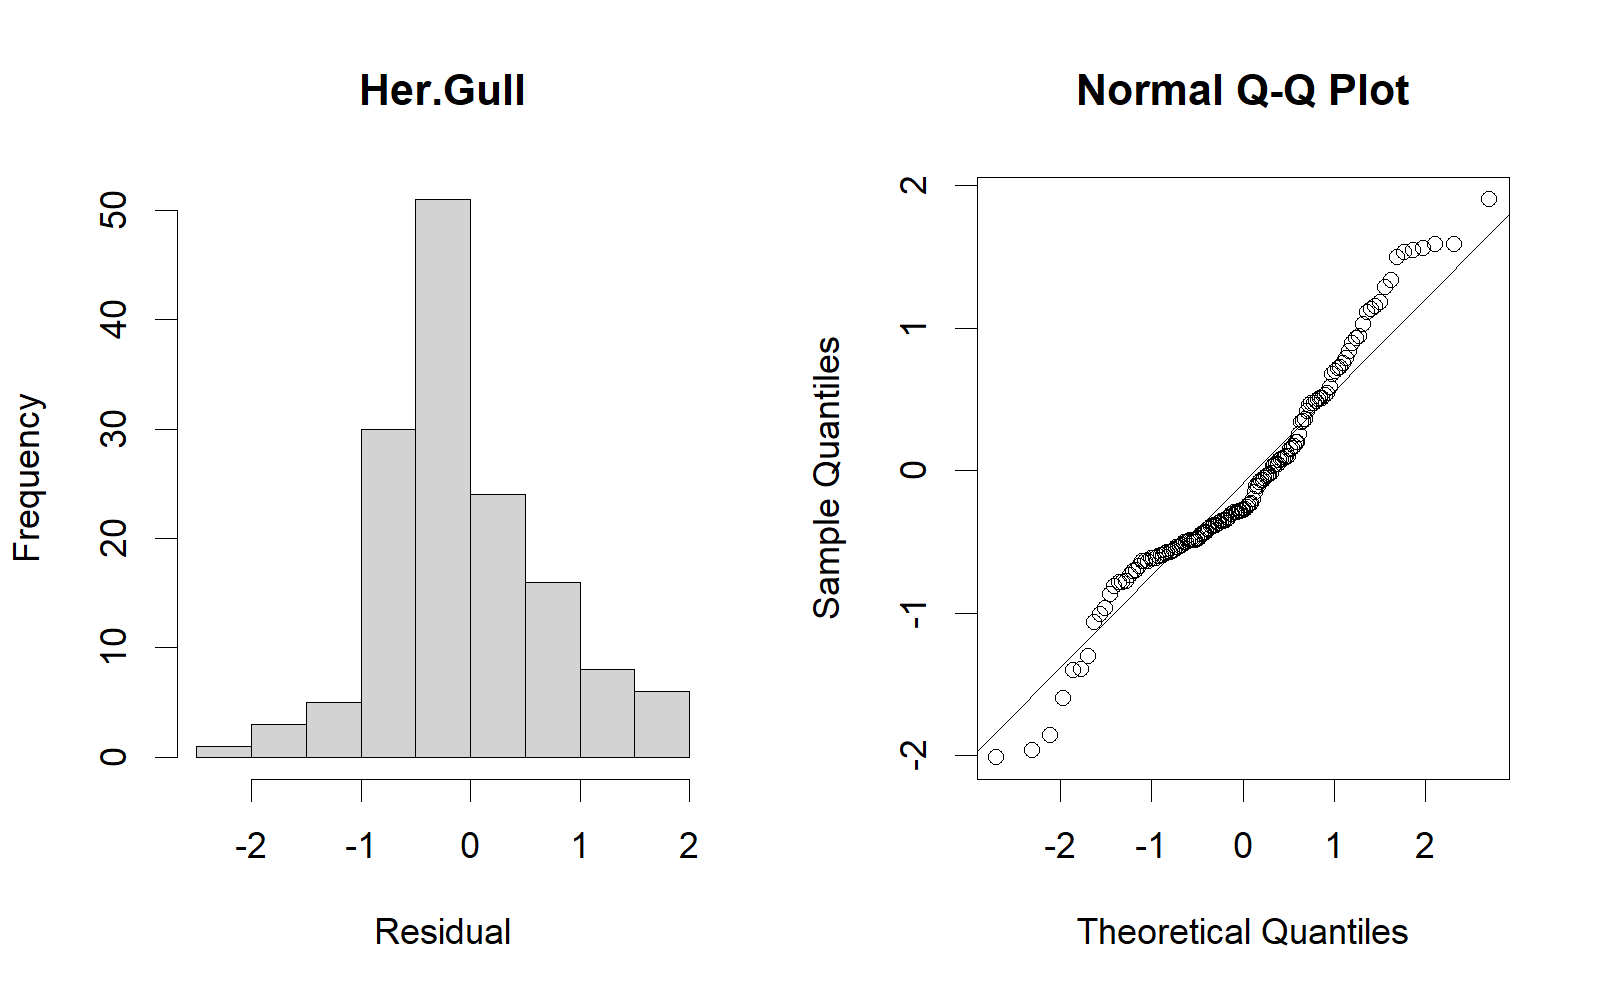 Her.Gull
Frequency
50
40
30
20
10
0
-2 -1 0 1 2
Residual
Normal Q-Q Plot
Sample Quantiles
2
1
0
-1
-2
-2 -1 0 1 2
Theoretical Quantiles